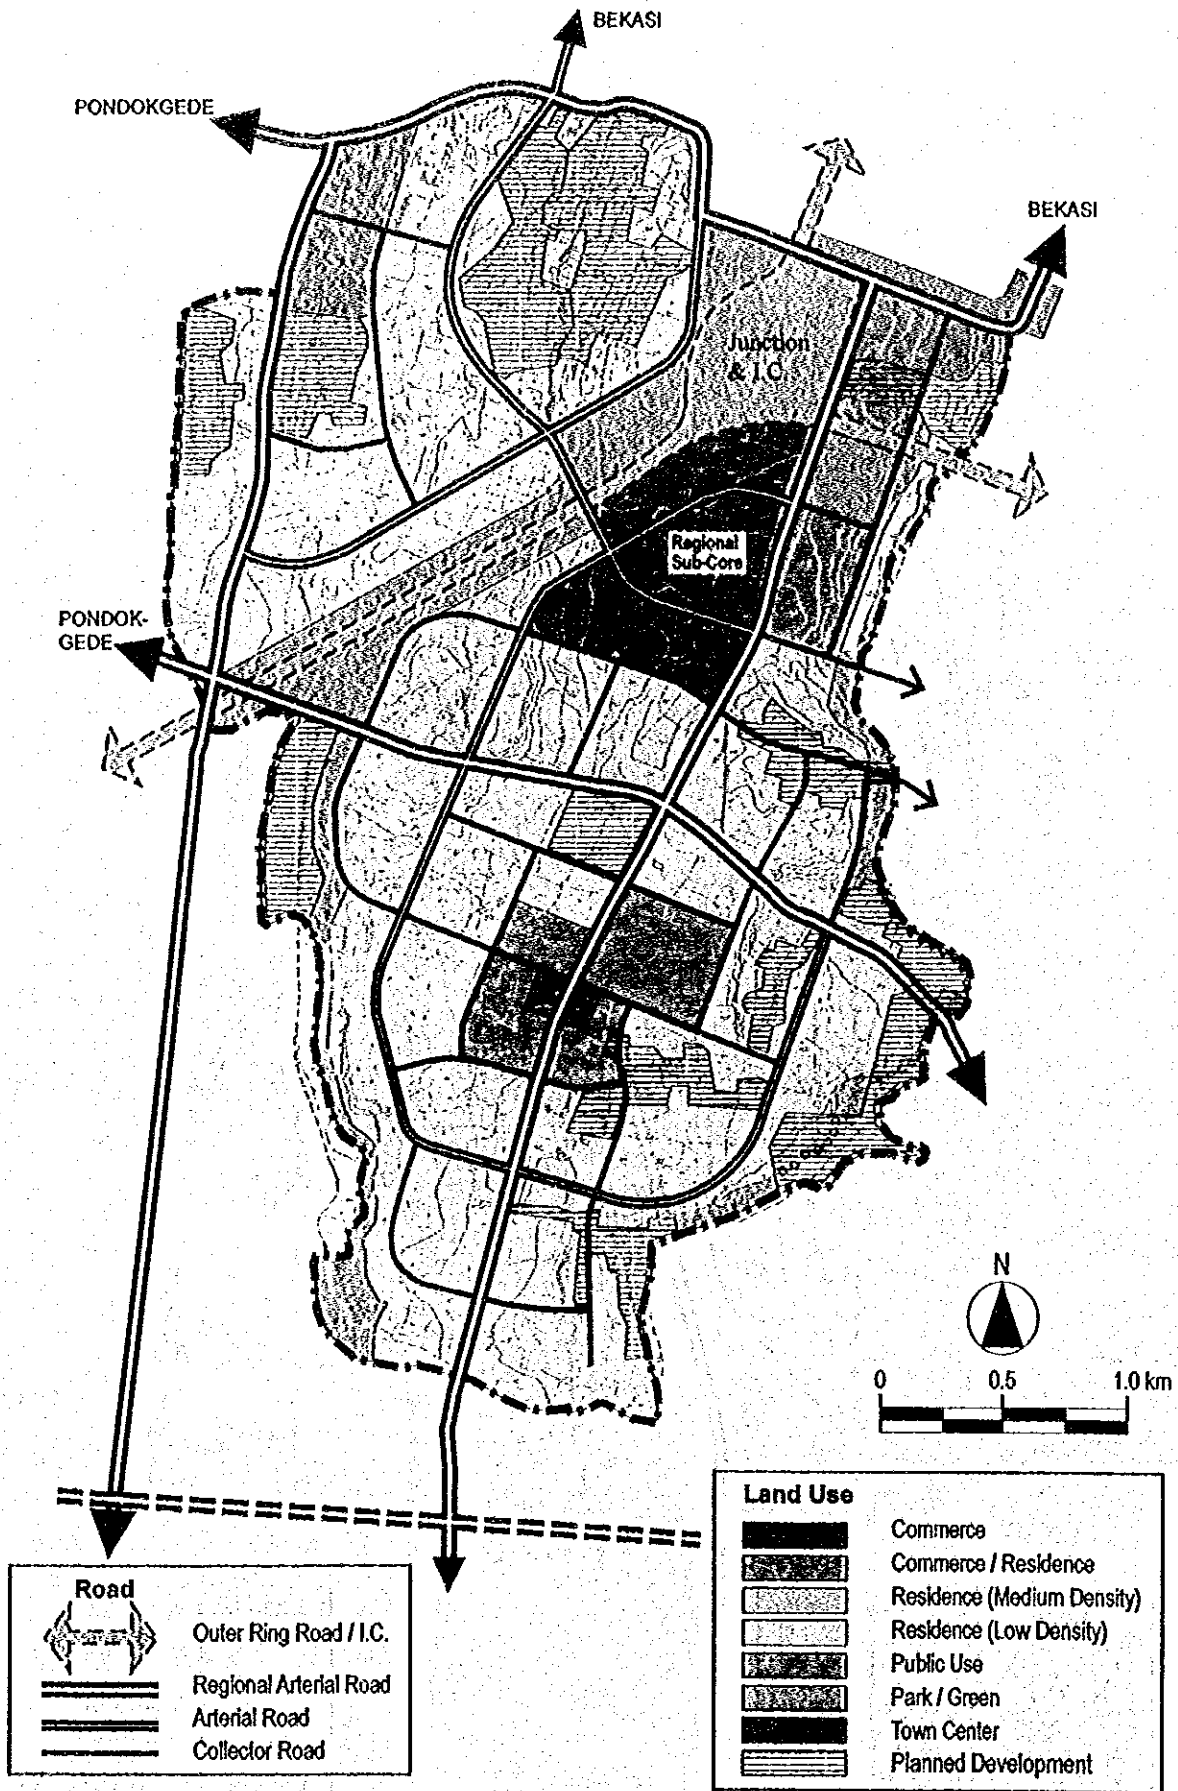 BEKASI
PONDOKGEDE
BEKASI
Junction
& I.C.
Regional
Sub-Core
PONDOK-
GEDE
N
0 0.5 1.0 km
Land Use
Commerce
Commerce / Residence
Residence (Medium Density)
Residence (Low Density)
Public Use
Park / Green
Town Center
Planned Development
Road
Outer Ring Road / I.C.
Regional Arterial Road
Arterial Road
Collector Road